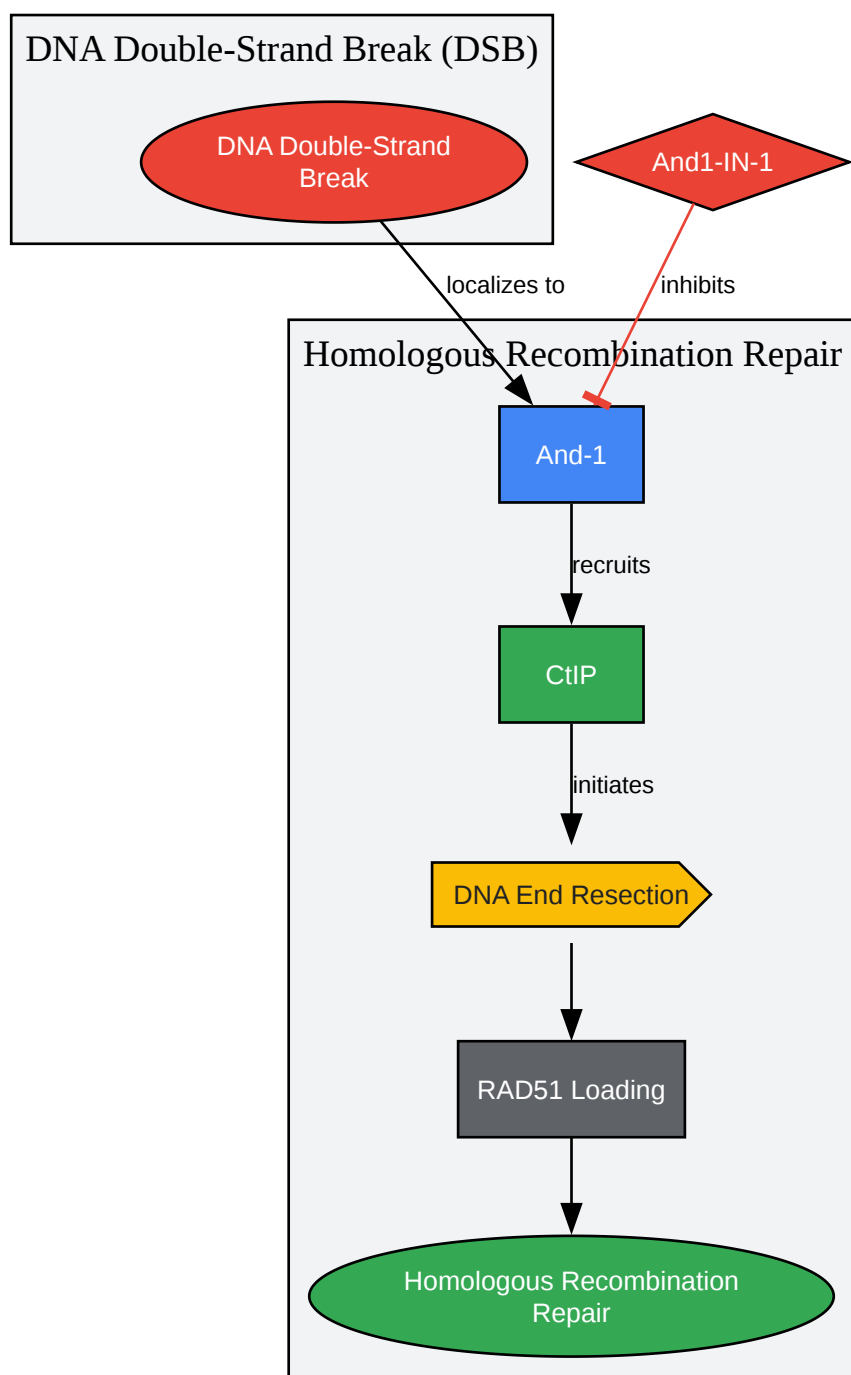 DNA Double-Strand Break (DSB)
DNA Double-Strand
Break
And1-IN-1
localizes to
inhibits
Homologous Recombination Repair
And-1
recruits
CtIP
initiates
DNA End Resection
RAD51 Loading
Homologous Recombination
Repair